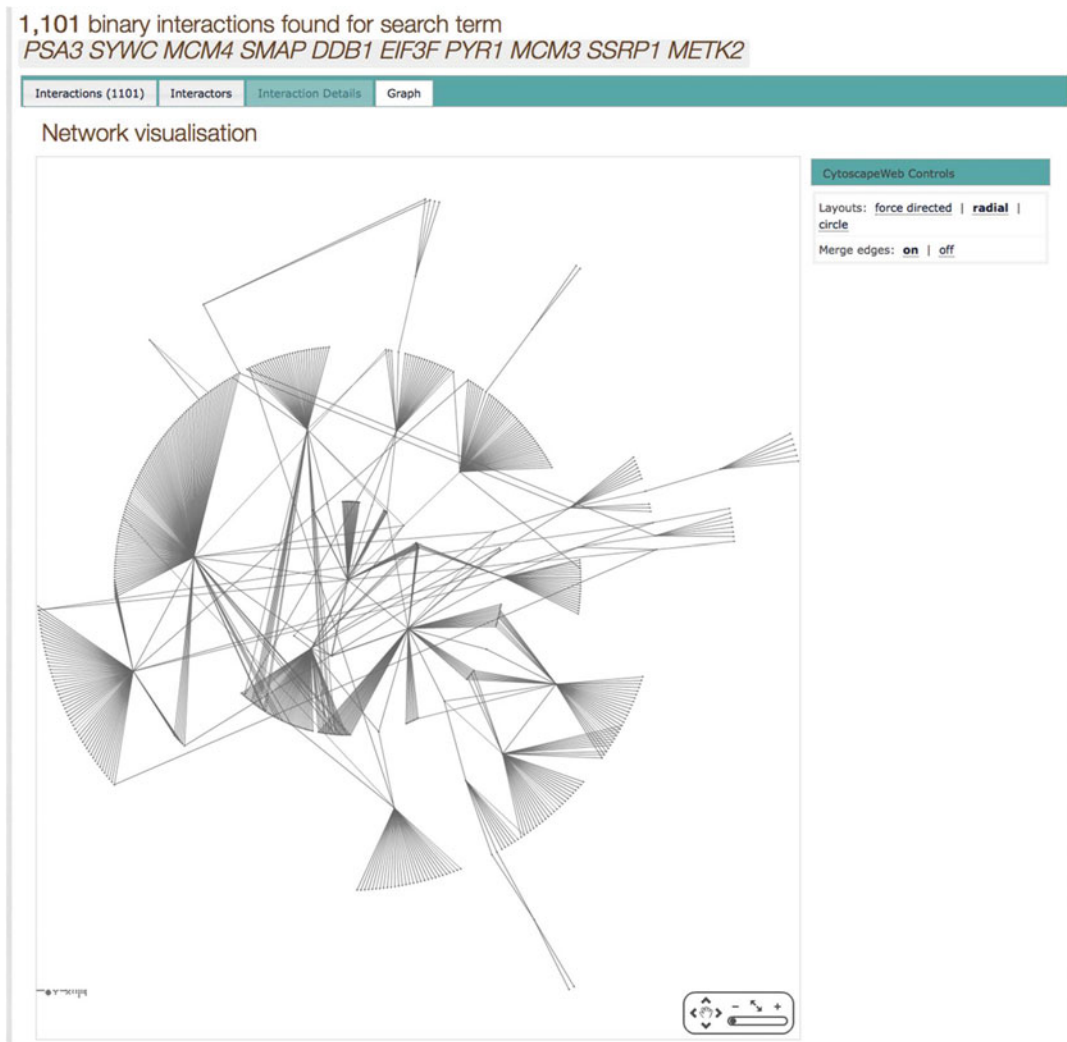 1,101 binary interactions found for search term
PSA3 SYWC MCM4 SMAP DDB1 EIF3F PYR1 MCM3 SSRP1 METK2
Interactions (1101) Interactors Interaction Details Graph
Network visualisation
CytoscapeWeb Controls
Layouts: force directed | radial |
circle
Merge edges: on | off